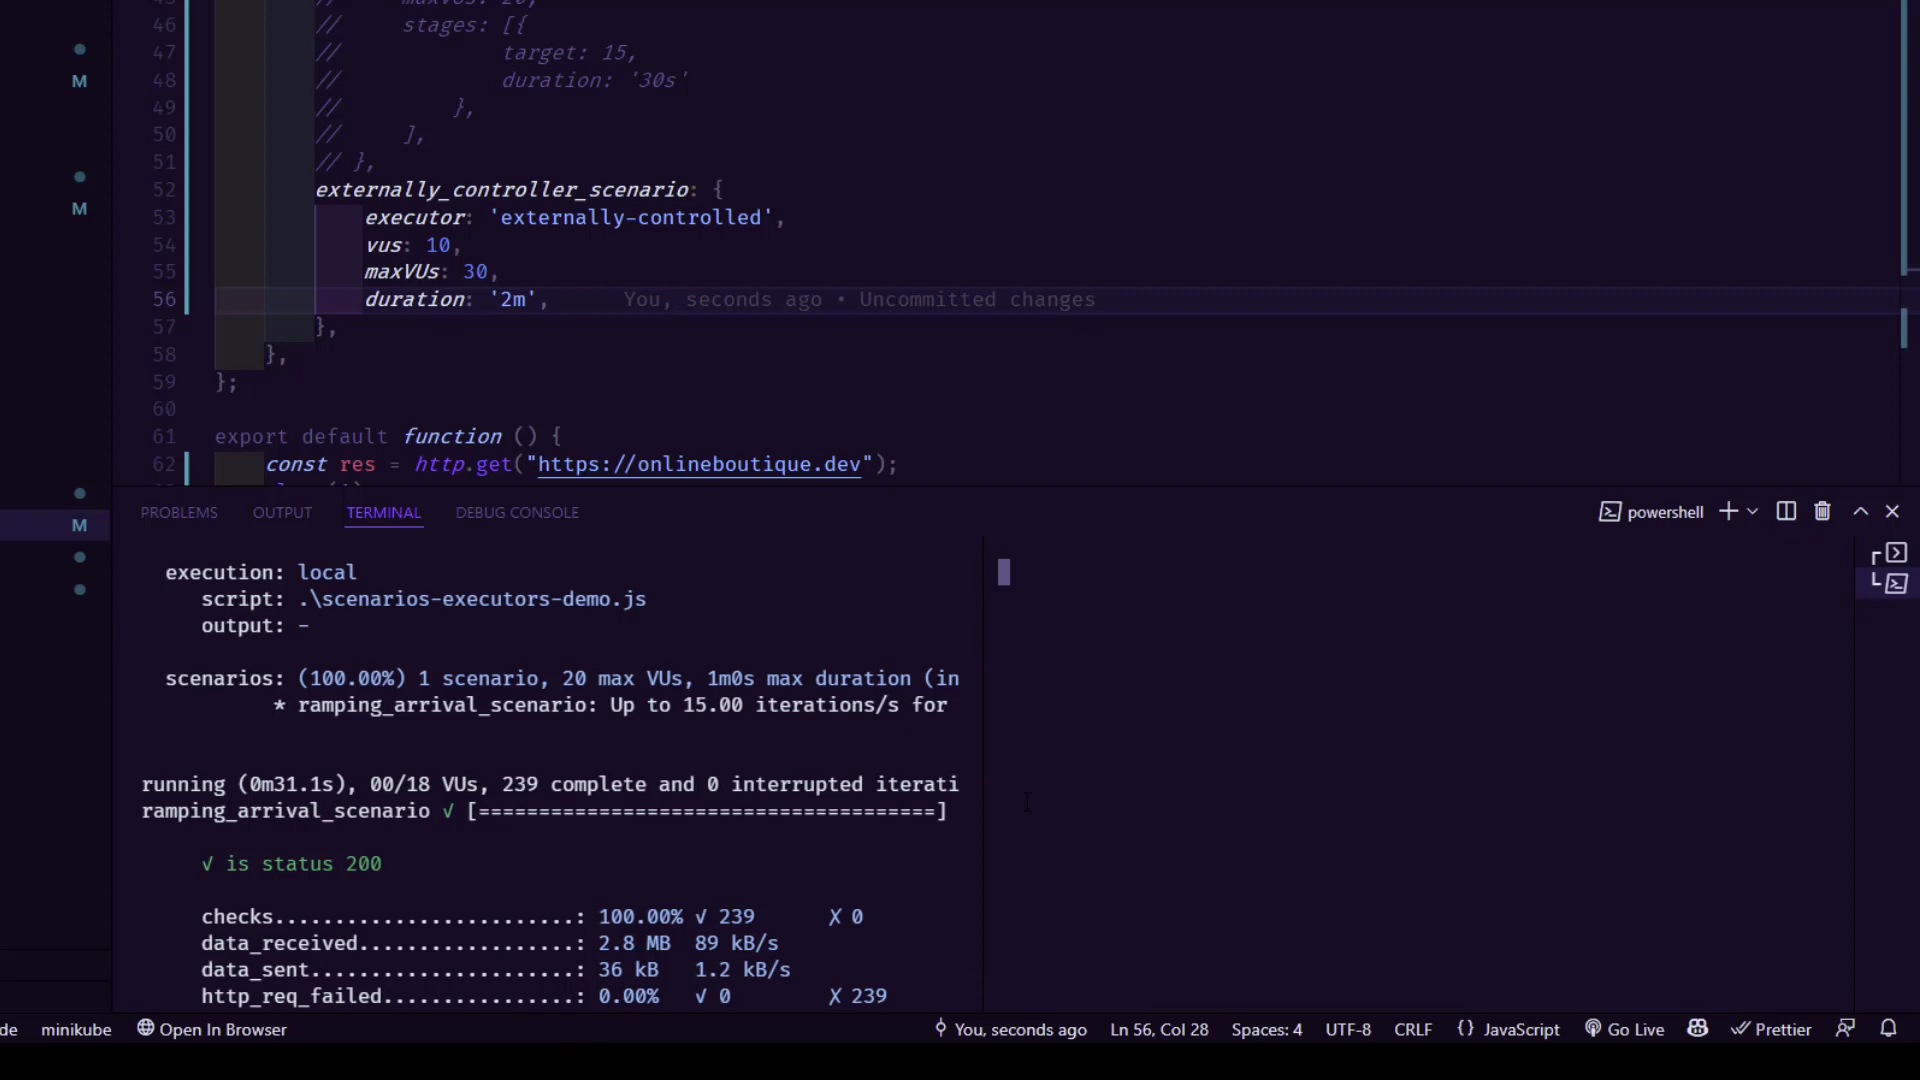 46 //     stages: [{
47 //             target: 15,
48 //             duration: '30s'
49 //         },
50 //     ],
51 // },
52 externally_controller_scenario: {
53 executor: 'externally-controlled',
54 vus: 10,
55 maxVUs: 30,
56 duration: '2m', You, seconds ago • Uncommitted changes
57 },
58 },
59 };
60
61 export default function () {
62 const res = http.get("https://onlineboutique.dev");
M
M
M
PROBLEMS OUTPUT TERMINAL DEBUG CONSOLE powershell
execution: local
script: .\scenarios-executors-demo.js
output: -
scenarios: (100.00%) 1 scenario, 20 max VUs, 1m0s max duration (in
* ramping_arrival_scenario: Up to 15.00 iterations/s for
running (0m31.1s), 00/18 VUs, 239 complete and 0 interrupted iterati
ramping_arrival_scenario √ [======================================]
√ is status 200
checks.........................: 100.00% √ 239 ✗ 0
data_received..................: 2.8 MB 89 kB/s
data_sent......................: 36 kB 1.2 kB/s
http_req_failed................: 0.00% √ 0 ✗ 239
de minikube Open In Browser You, seconds ago Ln 56, Col 28 Spaces: 4 UTF-8 CRLF {} JavaScript Go Live Prettier